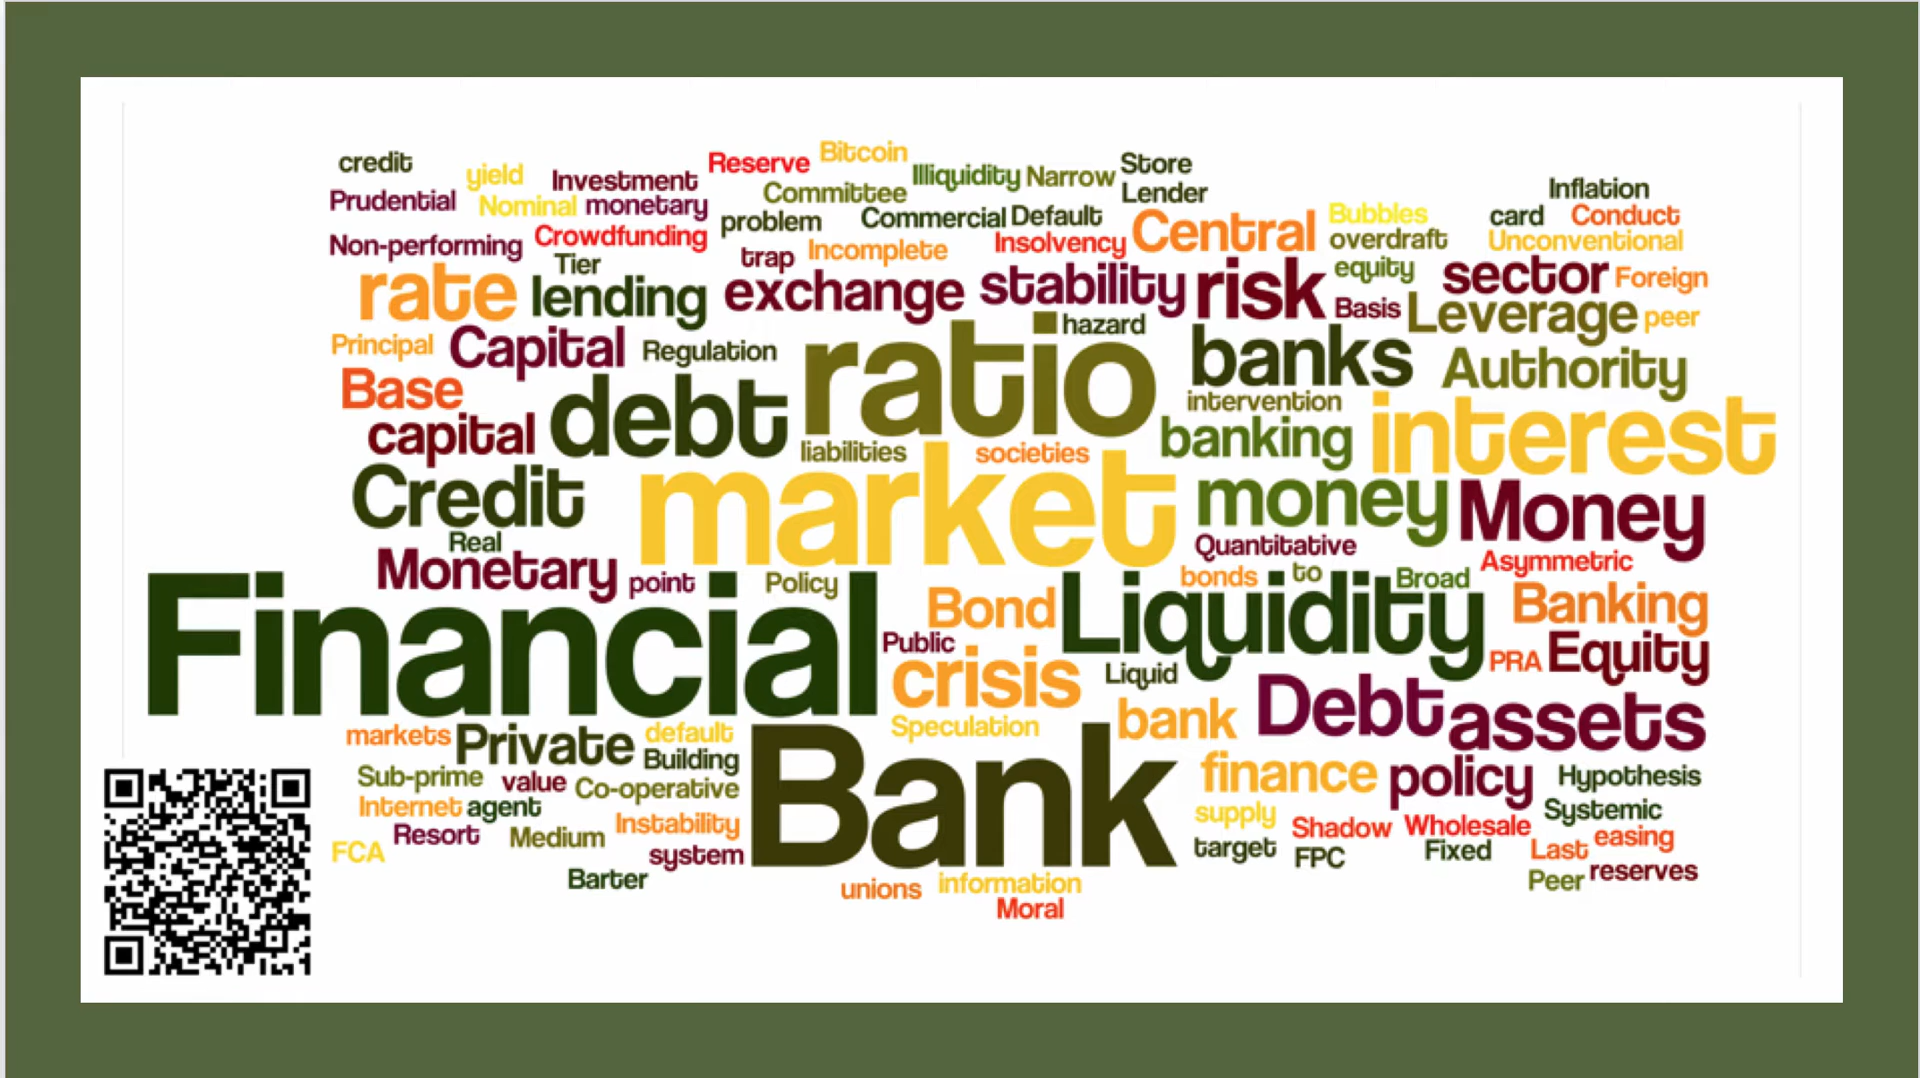 credit
yield
Investment
Reserve
Bitcoin
Illiquidity
Narrow
Store
Prudential
Nominal
monetary
Committee
Lender
Inflation
problem
Commercial
Default
Central
Bubbles
card
Conduct
Non-performing
Crowdfunding
trap
Incomplete
Insolvency
overdraft
Unconventional
Tier
rate
lending
exchange
stability
risk
equity
sector
Foreign
Basis
Leverage
peer
Principal
Capital
Regulation
ratio
hazard
banks
Authority
Base
debt
intervention
interest
capital
liabilities
societies
banking
Credit
market
money
Money
Real
Quantitative
Monetary
point
Policy
bonds
to
Broad
Asymmetric
Financial
Bond
Liquidity
Banking
Public
crisis
Liquid
PRA
Equity
markets
Private
default
Speculation
bank
Debt
assets
Building
Bank
Sub-prime
value
Co-operative
finance
policy
Hypothesis
Internet
agent
Instability
supply
Systemic
Resort
Medium
Shadow
Wholesale
easing
FCA
system
target
FPC
Fixed
Last
Barter
unions
information
Peer
reserves
Moral